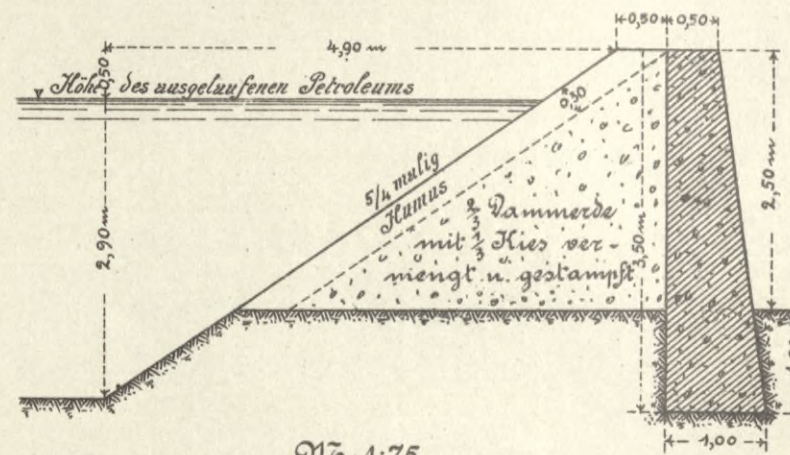 0,50 0,50
4,90 m
0,50
Höhe des ausgelaufenen Petroleums
0,30
5/4 malig
Humus
2,90 m
2/3 Dammerde
mit 1/3 Kies ver-
mengt u. gestampft
3,50 m
2,50 m
1,00
1:75